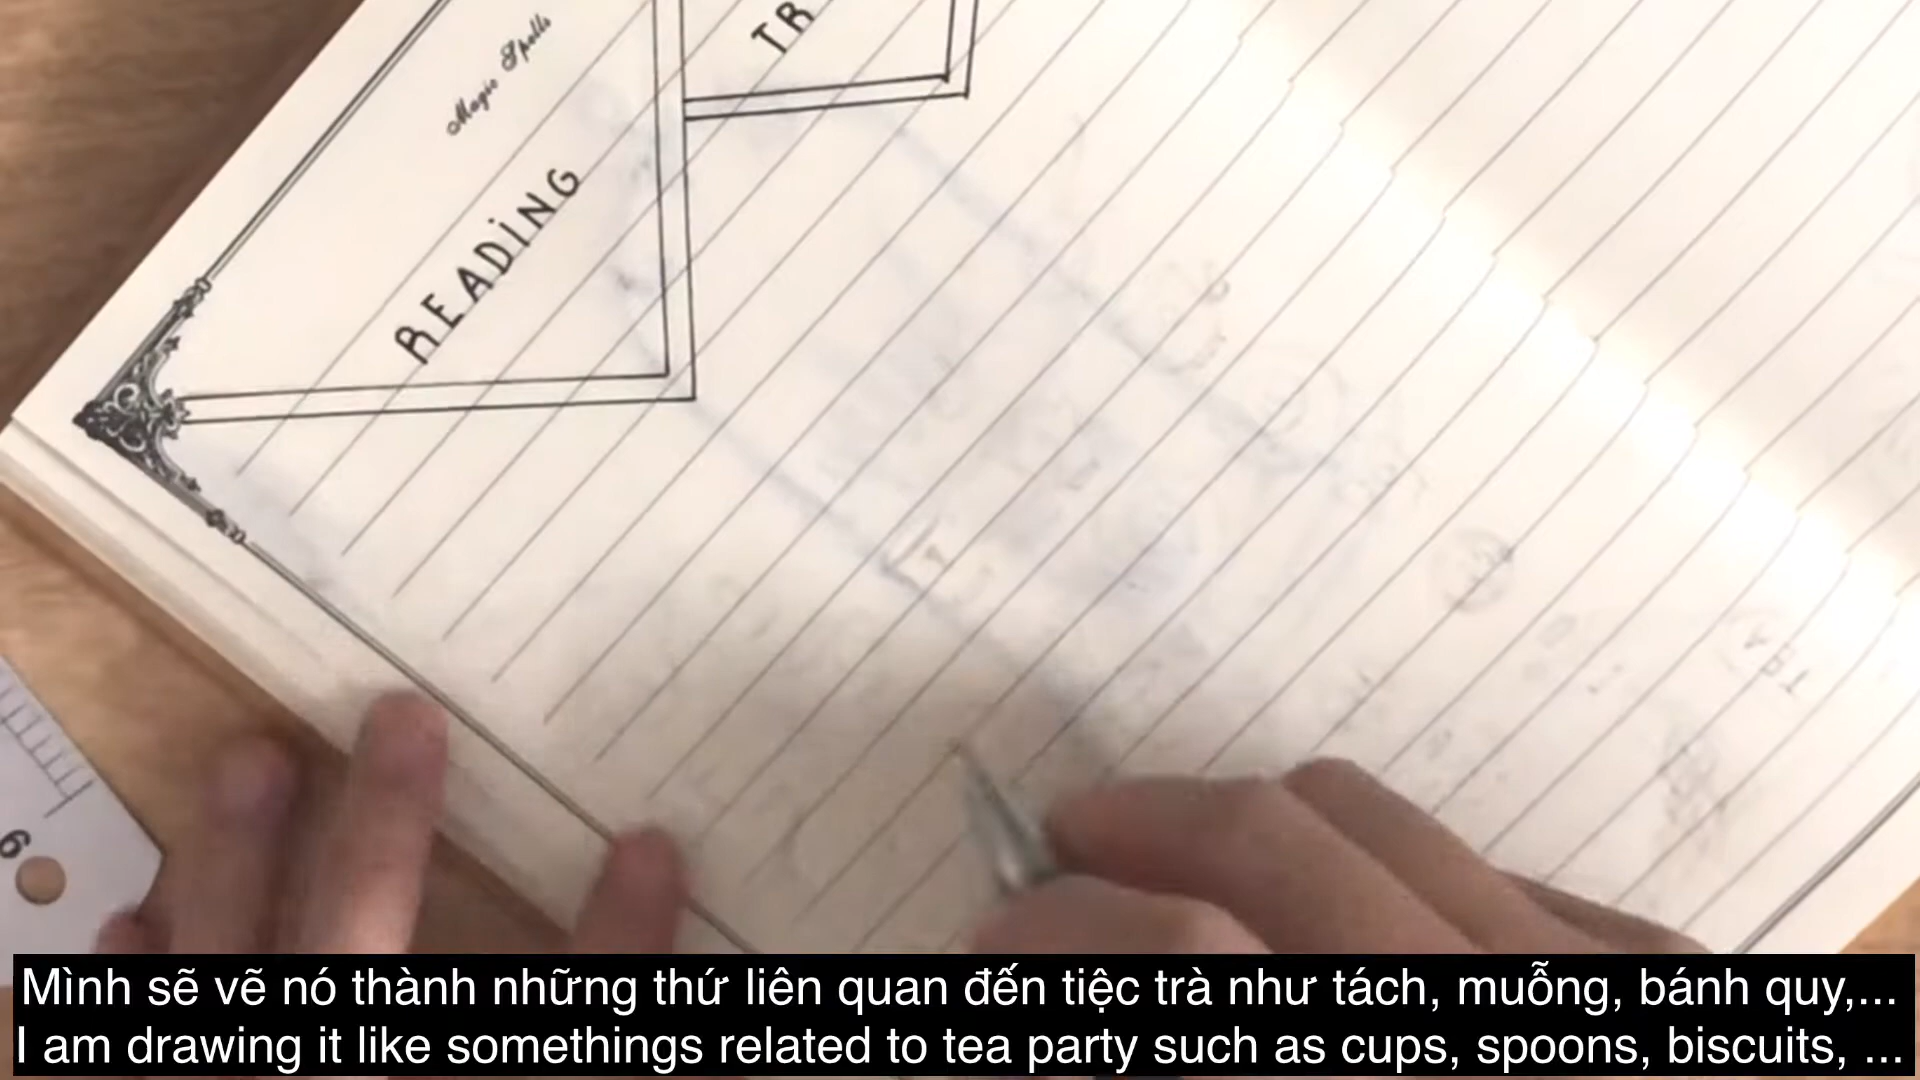 Magic Spells
READING
TR
6
Mình sẽ vẽ nó thành những thứ liên quan đến tiệc trà như tách, muỗng, bánh quy,...
I am drawing it like somethings related to tea party such as cups, spoons, biscuits, ...